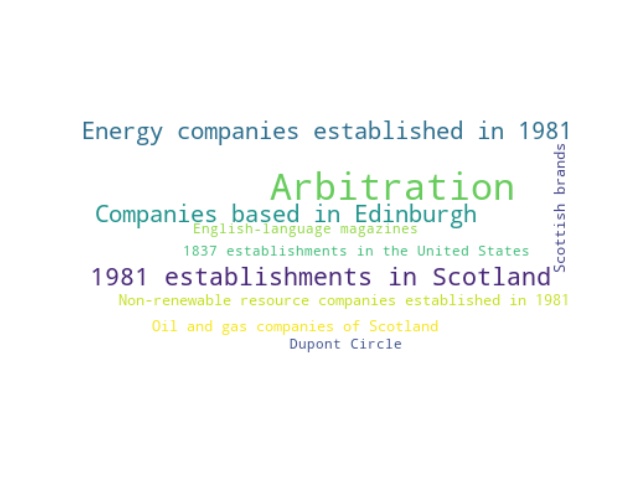 Energy companies established in 1981
Scottish brands
Arbitration
Companies based in Edinburgh
English-language magazines
1837 establishments in the United States
1981 establishments in Scotland
Non-renewable resource companies established in 1981
Oil and gas companies of Scotland
Dupont Circle